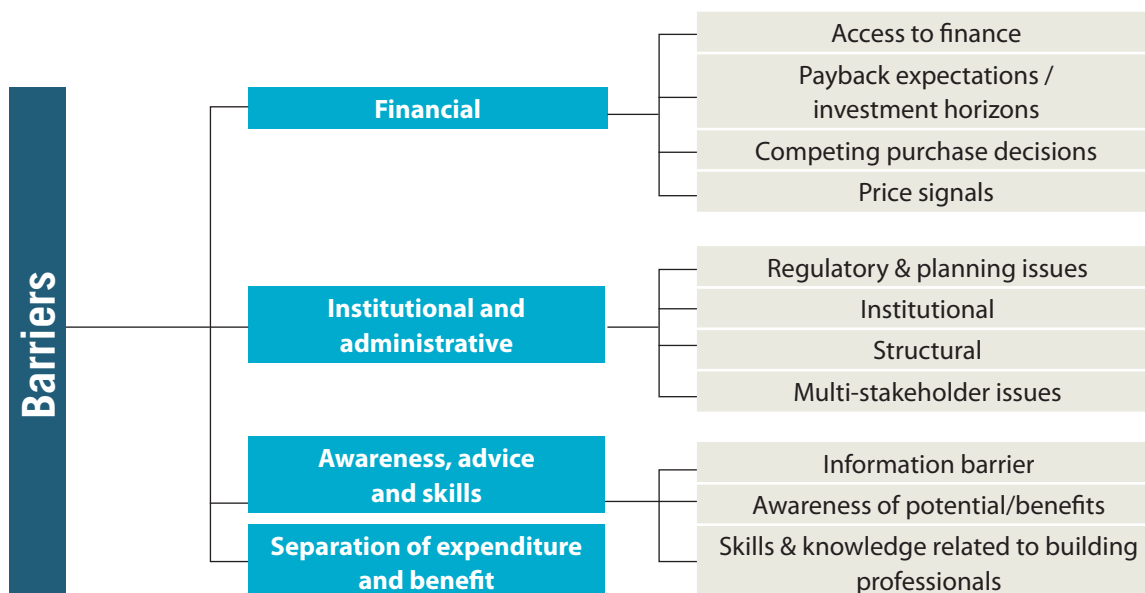 Barriers
Financial
Access to finance
Payback expectations /
investment horizons
Competing purchase decisions
Price signals
Institutional and
administrative
Regulatory & planning issues
Institutional
Structural
Multi-stakeholder issues
Awareness, advice
and skills
Information barrier
Awareness of potential/benefits
Skills & knowledge related to building
professionals
Separation of expenditure
and benefit